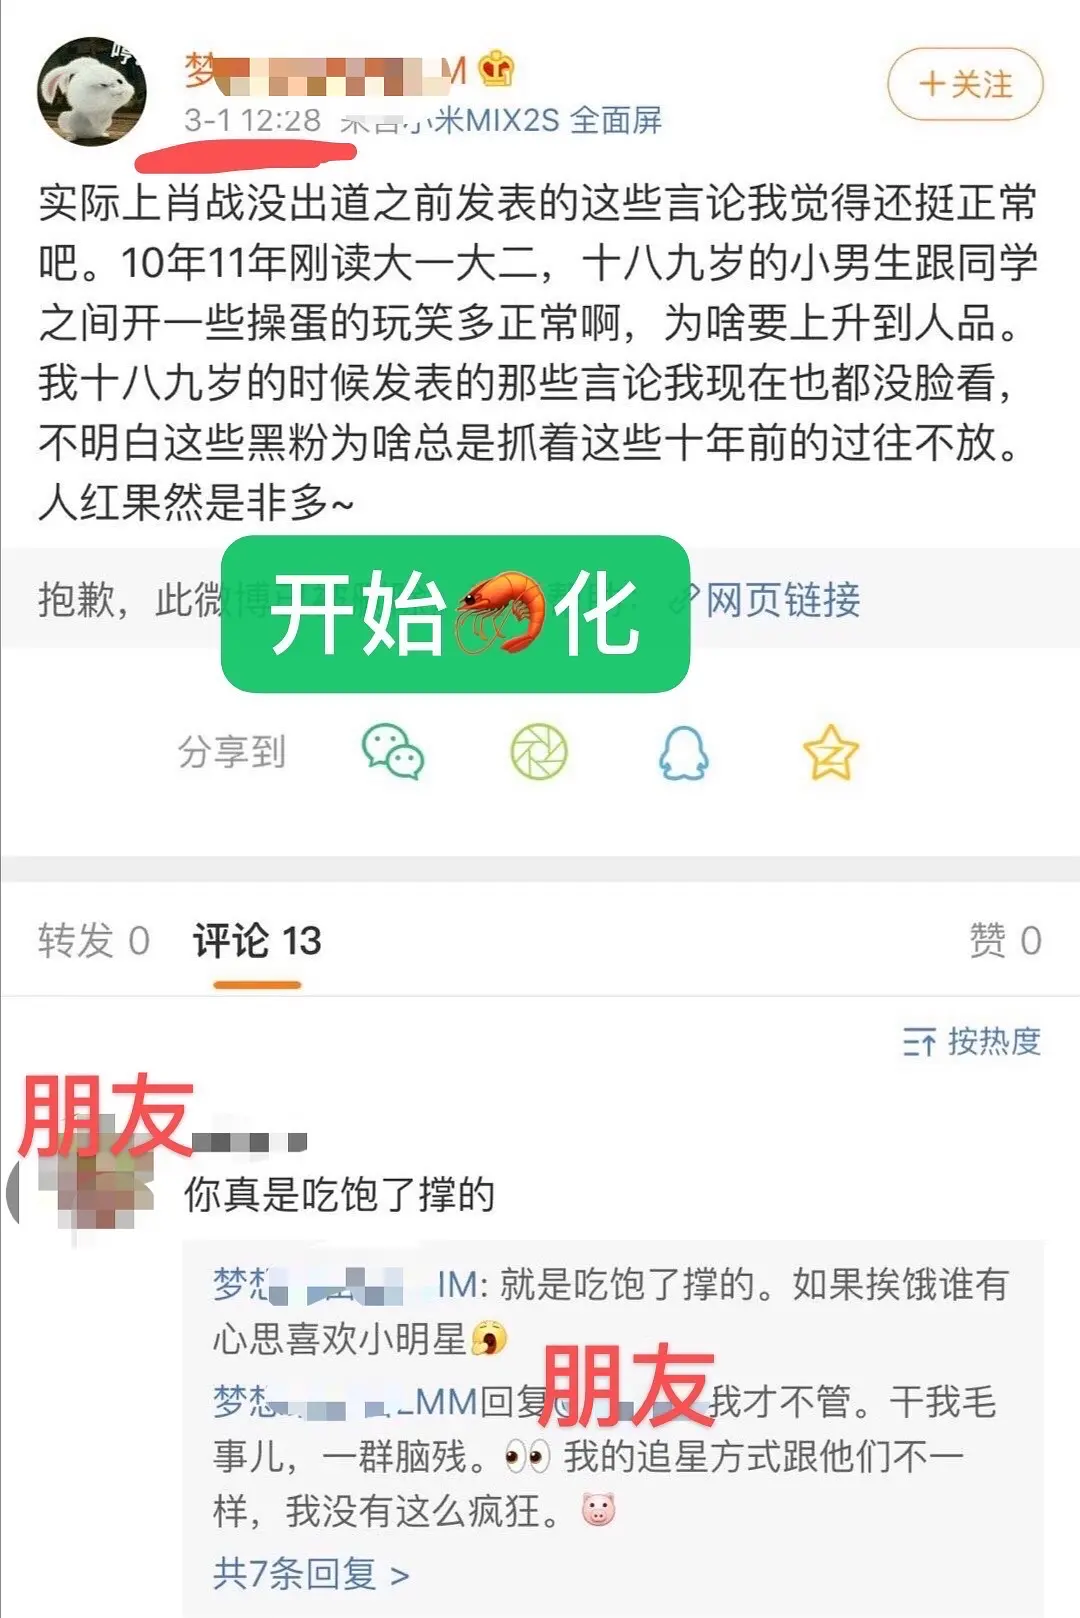 哼
梦 M
+关注
3-1 12:28 来自小米MIX2S 全面屏
实际上肖战没出道之前发表的这些言论我觉得还挺正常
吧。10年11年刚读大一大二，十八九岁的小男生跟同学
之间开一些操蛋的玩笑多正常啊，为啥要上升到人品。
我十八九岁的时候发表的那些言论我现在也都没脸看，
不明白这些黑粉为啥总是抓着这些十年前的过往不放。
人红果然是非多~
抱歉，此微博 网页链接
开始🦐化
分享到
转发 0 评论 13 赞 0
按热度
朋友
你真是吃饱了撑的
梦想 IM: 就是吃饱了撑的。如果挨饿谁有
心思喜欢小明星🥱
朋友
梦想 MM回复 我才不管。干我毛
事儿，一群脑残。👀 我的追星方式跟他们不一
样，我没有这么疯狂。🐷
共7条回复 >